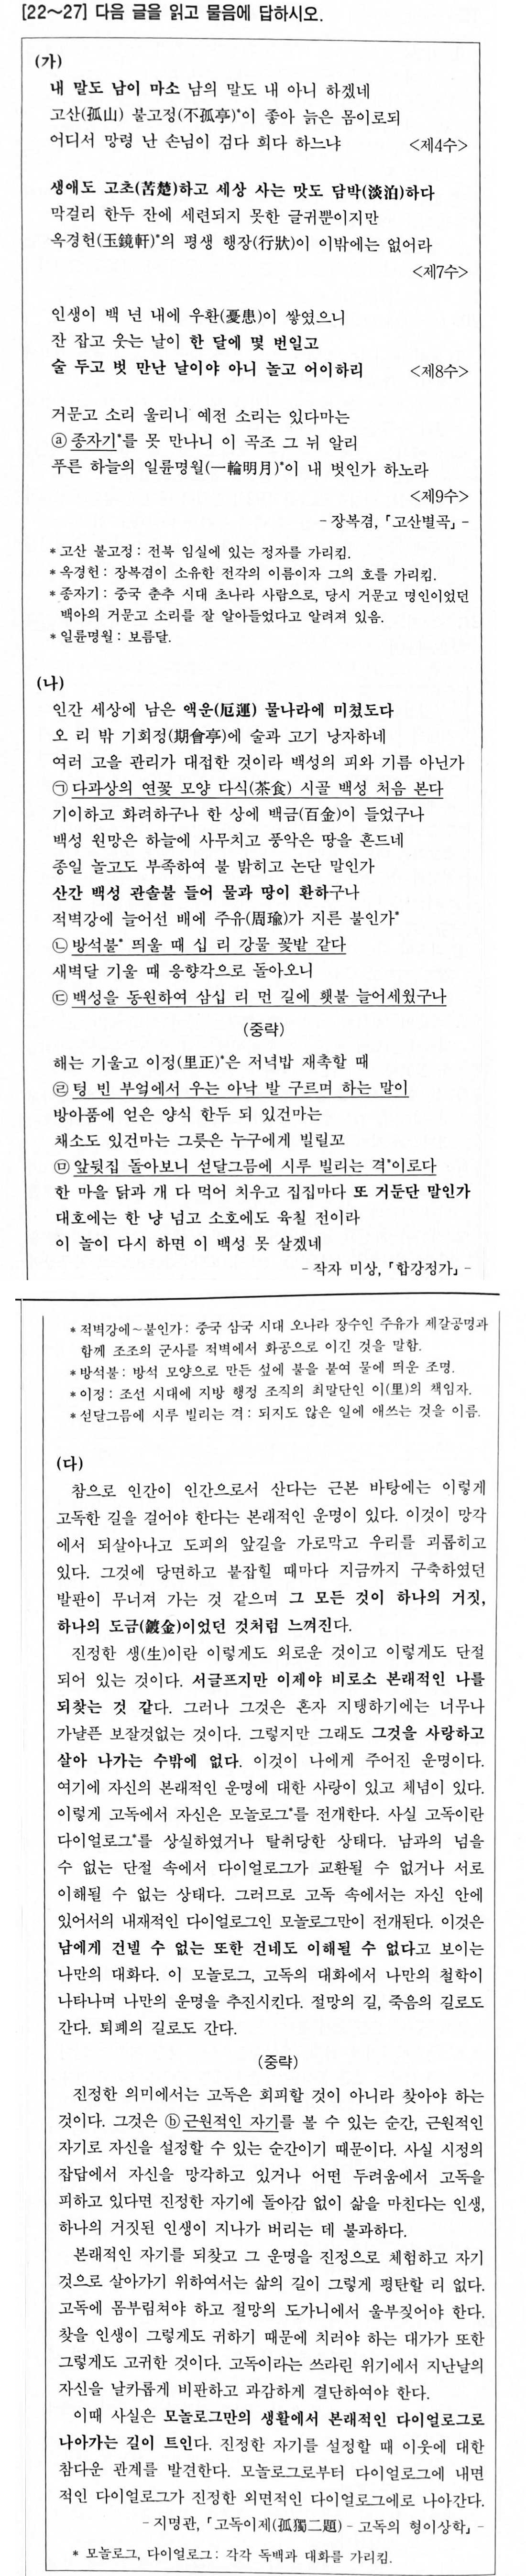 [22～27] 다음 글을 읽고 물음에 답하시오.
(가)
내 말도 남이 마소 남의 말도 내 아니 하겠네
고산(孤山) 불고정(不孤亭)*이 좋아 늙은 몸이로되
어디서 망령 난 손님이 검다 희다 하느냐 <제4수>
생애도 고초(苦楚)하고 세상 사는 맛도 담박(淡泊)하다
막걸리 한두 잔에 세련되지 못한 글귀뿐이지만
옥경헌(玉鏡軒)*의 평생 행장(行狀)이 이밖에는 없어라
<제7수>
인생이 백 년 내에 우환(憂患)이 쌓였으니
잔 잡고 웃는 날이 한 달에 몇 번일고
술 두고 벗 만난 날이야 아니 놀고 어이하리 <제8수>
거문고 소리 울리니 예전 소리는 있다마는
ⓐ 종자기*를 못 만나니 이 곡조 그 뉘 알리
푸른 하늘의 일륜명월(一輪明月)*이 내 벗인가 하노라
<제9수>
- 장복겸, 「고산별곡」 -
* 고산 불고정 : 전북 임실에 있는 정자를 가리킴.
* 옥경헌 : 장복겸이 소유한 전각의 이름이자 그의 호를 가리킴.
* 종자기 : 중국 춘추 시대 초나라 사람으로, 당시 거문고 명인이었던
백아의 거문고 소리를 잘 알아들었다고 알려져 있음.
* 일륜명월 : 보름달.
(나)
인간 세상에 남은 액운(厄運) 물나라에 미쳤도다
오 리 밖 기회정(期會亭)에 술과 고기 낭자하네
여러 고을 관리가 대접한 것이라 백성의 피와 기름 아닌가
㉠ 다과상의 연꽃 모양 다식(茶食) 시골 백성 처음 본다
기이하고 화려하구나 한 상에 백금(百金)이 들었구나
백성 원망은 하늘에 사무치고 풍악은 땅을 흔드네
종일 놀고도 부족하여 불 밝히고 논단 말인가
산간 백성 관솔불 들어 물과 땅이 환하구나
적벽강에 늘어선 배에 주유(周瑜)가 지른 불인가*
㉡ 방석불* 띄울 때 십 리 강물 꽃밭 같다
새벽달 기울 때 응향각으로 돌아오니
㉢ 백성을 동원하여 삼십 리 먼 길에 횃불 늘어세웠구나
(중략)
해는 기울고 이정(里正)*은 저녁밥 재촉할 때
㉣ 텅 빈 부엌에서 우는 아낙 발 구르며 하는 말이
방아품에 얻은 양식 한두 되 있건마는
채소도 있건마는 그릇은 누구에게 빌릴꼬
㉤ 앞뒷집 돌아보니 섣달그믐에 시루 빌리는 격*이로다
한 마을 닭과 개 다 먹어 치우고 집집마다 또 거둔단 말인가
대호에는 한 냥 넘고 소호에도 육칠 전이라
이 놀이 다시 하면 이 백성 못 살겠네
- 작자 미상, 「합강정가」 -
* 적벽강에～불인가 : 중국 삼국 시대 오나라 장수인 주유가 제갈공명과
함께 조조의 군사를 적벽에서 화공으로 이긴 것을 말함.
* 방석불 : 방석 모양으로 만든 섶에 불을 붙여 물에 띄운 조명.
* 이정 : 조선 시대에 지방 행정 조직의 최말단인 이(里)의 책임자.
* 섣달그믐에 시루 빌리는 격 : 되지도 않은 일에 애쓰는 것을 이름.
(다)
참으로 인간이 인간으로서 산다는 근본 바탕에는 이렇게
고독한 길을 걸어야 한다는 본래적인 운명이 있다. 이것이 망각
에서 되살아나고 도피의 앞길을 가로막고 우리를 괴롭히고
있다. 그것에 당면하고 붙잡힐 때마다 지금까지 구축하였던
발판이 무너져 가는 것 같으며 그 모든 것이 하나의 거짓,
하나의 도금(鍍金)이었던 것처럼 느껴진다.
진정한 생(生)이란 이렇게도 외로운 것이고 이렇게도 단절
되어 있는 것이다. 서글프지만 이제야 비로소 본래적인 나를
되찾는 것 같다. 그러나 그것은 혼자 지탱하기에는 너무나
가냘픈 보잘것없는 것이다. 그렇지만 그래도 그것을 사랑하고
살아 나가는 수밖에 없다. 이것이 나에게 주어진 운명이다.
여기에 자신의 본래적인 운명에 대한 사랑이 있고 체념이 있다.
이렇게 고독에서 자신은 모놀로그*를 전개한다. 사실 고독이란
다이얼로그*를 상실하였거나 탈취당한 상태다. 남과의 넘을
수 없는 단절 속에서 다이얼로그가 교환될 수 없거나 서로
이해될 수 없는 상태다. 그러므로 고독 속에서는 자신 안에
있어서의 내재적인 다이얼로그인 모놀로그만이 전개된다. 이것은
남에게 건넬 수 없는 또한 건네도 이해될 수 없다고 보이는
나만의 대화다. 이 모놀로그, 고독의 대화에서 나만의 철학이
나타나며 나만의 운명을 추진시킨다. 절망의 길, 죽음의 길로도
간다. 퇴폐의 길로도 간다.
(중략)
진정한 의미에서는 고독은 회피할 것이 아니라 찾아야 하는
것이다. 그것은 ⓑ 근원적인 자기를 볼 수 있는 순간, 근원적인
자기로 자신을 설정할 수 있는 순간이기 때문이다. 사실 시정의
잡답에서 자신을 망각하고 있거나 어떤 두려움에서 고독을
피하고 있다면 진정한 자기에 돌아감 없이 삶을 마친다는 인생,
하나의 거짓된 인생이 지나가 버리는 데 불과하다.
본래적인 자기를 되찾고 그 운명을 진정으로 체험하고 자기
것으로 살아가기 위하여서는 삶의 길이 그렇게 평탄할 리 없다.
고독에 몸부림쳐야 하고 절망의 도가니에서 울부짖어야 한다.
찾을 인생이 그렇게도 귀하기 때문에 치러야 하는 대가가 또한
그렇게도 고귀한 것이다. 고독이라는 쓰라린 위기에서 지난날의
자신을 날카롭게 비판하고 과감하게 결단하여야 한다.
이때 사실은 모놀로그만의 생활에서 본래적인 다이얼로그로
나아가는 길이 트인다. 진정한 자기를 설정할 때 이웃에 대한
참다운 관계를 발견한다. 모놀로그로부터 다이얼로그에 내면
적인 다이얼로그가 진정한 외면적인 다이얼로그에로 나아간다.
- 지명관, 「고독이제(孤獨二題) - 고독의 형이상학」 -
* 모놀로그, 다이얼로그 : 각각 독백과 대화를 가리킴.